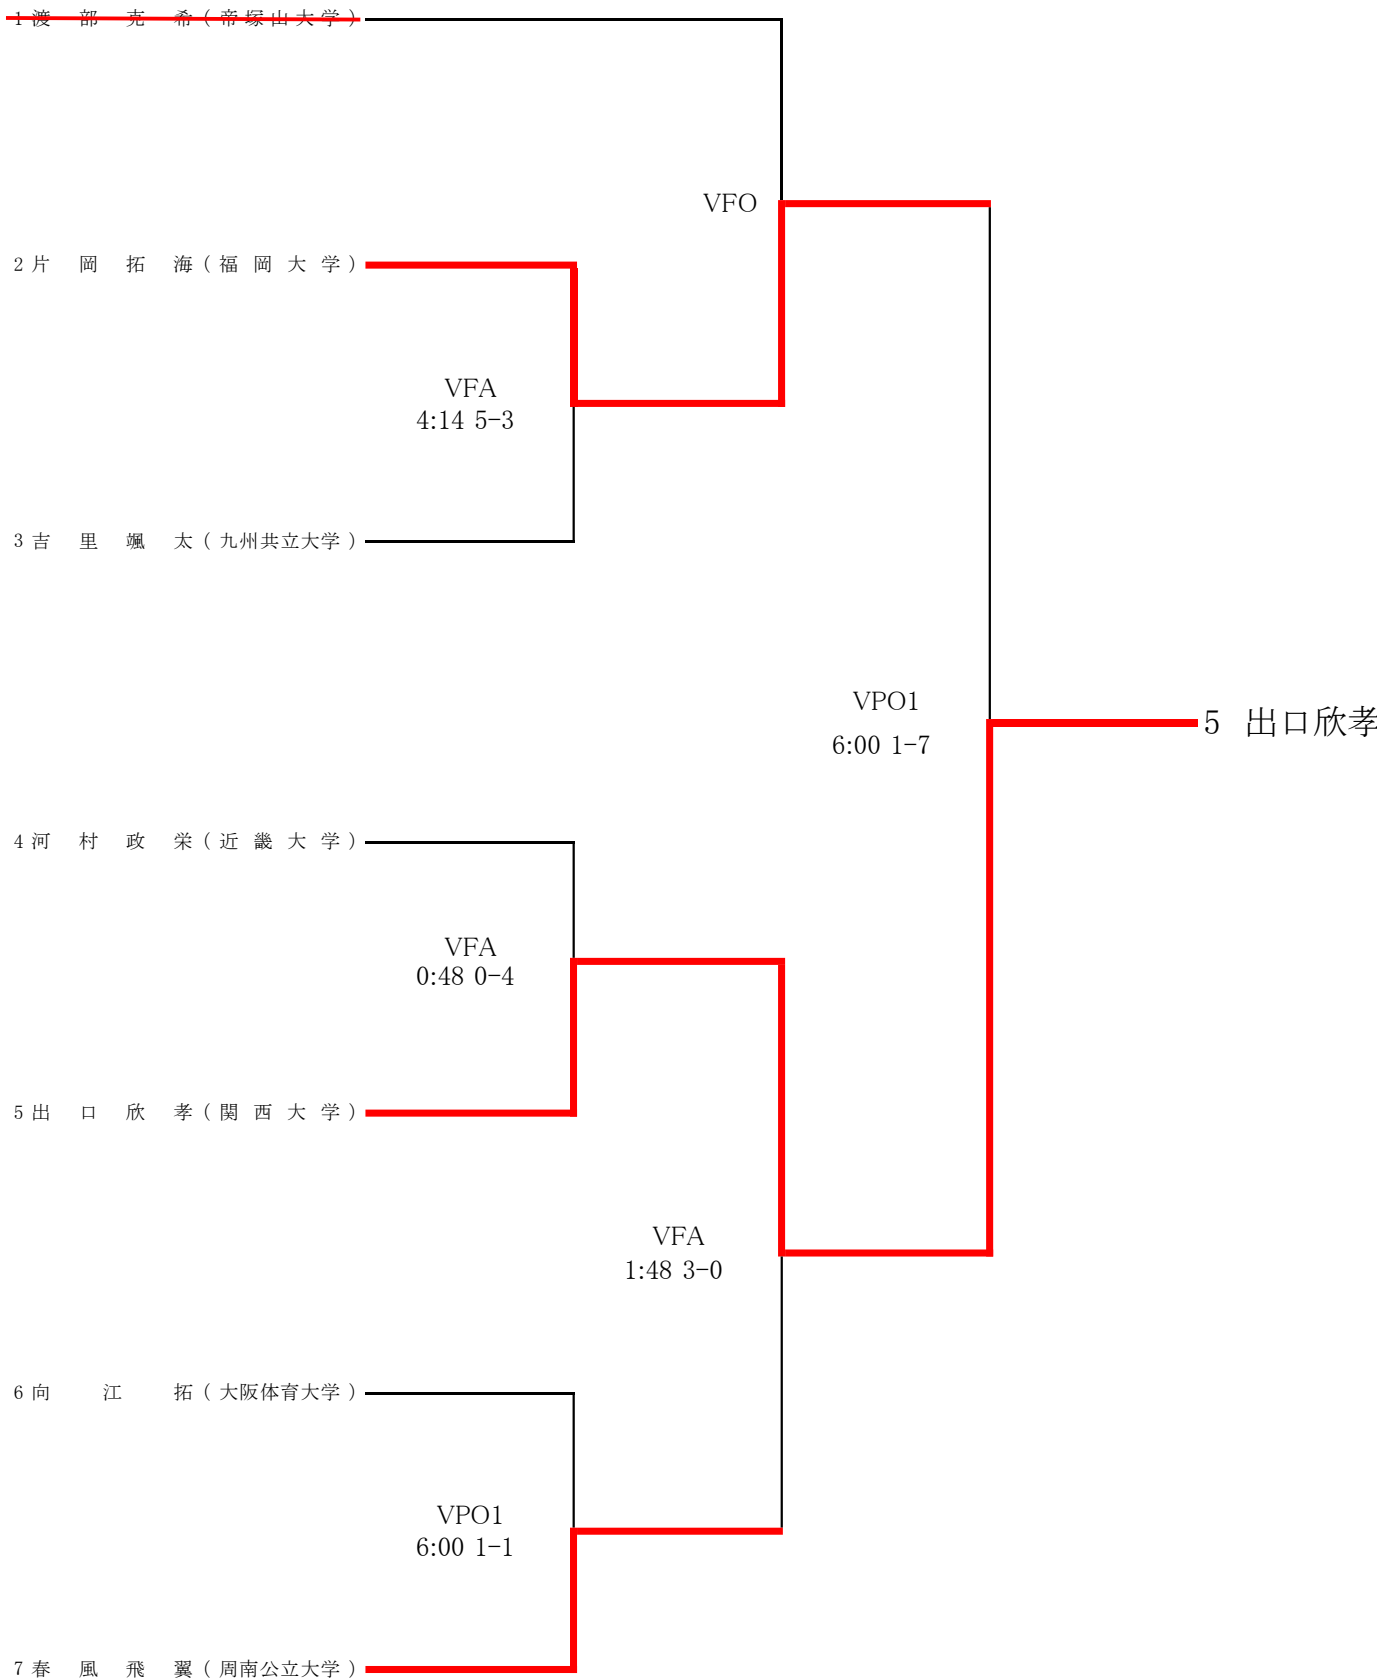 1 渡部克希 ( 帝塚山大学 )
VFO
2 片岡拓海 ( 福岡大学 )
VFA
4:14 5-3
3 吉里颯太 ( 九州共立大学 )
VPO1
6:00 1-7
5 出口欣孝
4 河村政栄 ( 近畿大学 )
VFA
0:48 0-4
5 出口欣孝 ( 関西大学 )
VFA
1:48 3-0
6 向江拓 ( 大阪体育大学 )
VPO1
6:00 1-1
7 春風飛翼 ( 周南公立大学 )